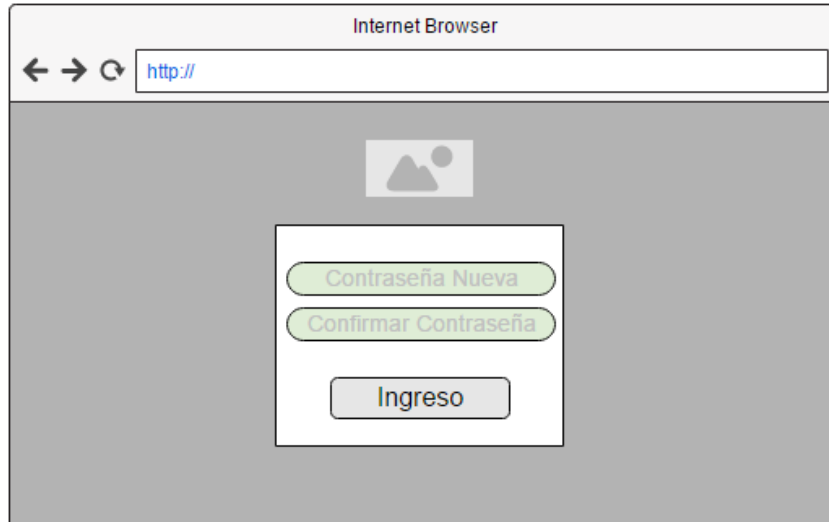 Internet Browser
http://
Contraseña Nueva
Confirmar Contraseña
Ingreso